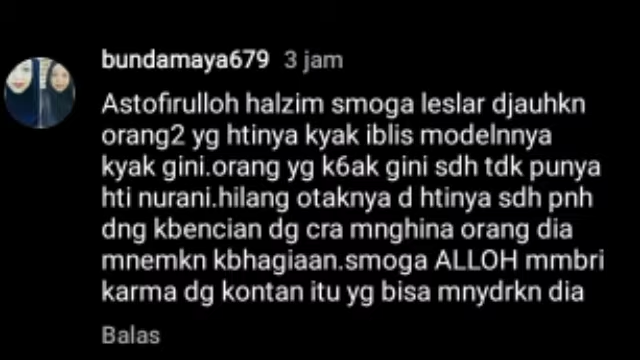 bundamaya679 3 jam
Astofirulloh halzim smoga leslar djauhkn
orang2 yg htinya kyak iblis modelnnya
kyak gini.orang yg k6ak gini sdh tdk punya
hti nurani.hilang otaknya d htinya sdh pnh
dng kbencian dg cra mnghina orang dia
mnemkn kbhagiaan.smoga ALLOH mmbri
karma dg kontan itu yg bisa mnydrkn dia
Balas